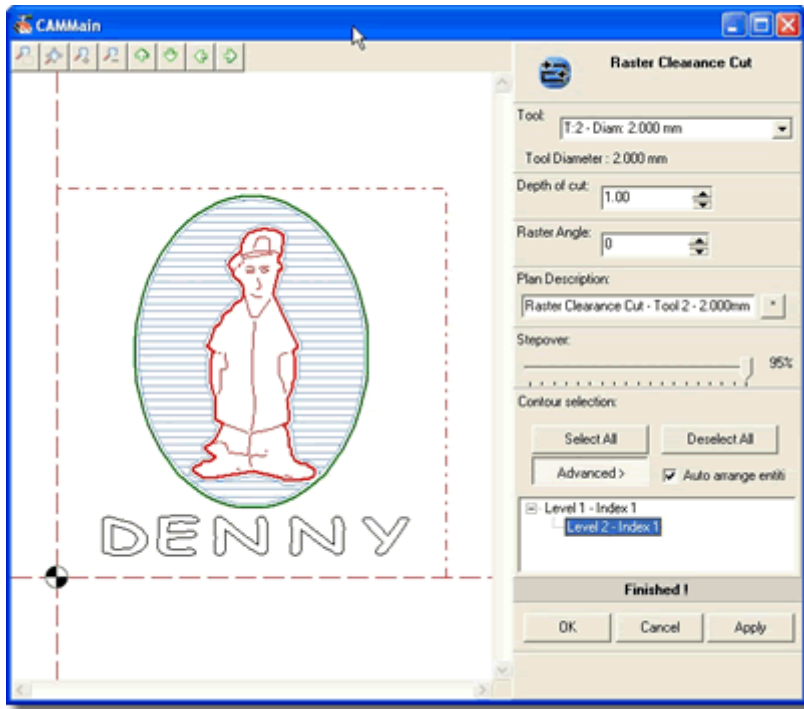 CAMMain
Raster Clearance Cut
Tool:
T:2 - Diam: 2.000 mm
Tool Diameter : 2.000 mm
Depth of cut:
1.00
Raster Angle:
0
Plan Description:
Raster Clearance Cut - Tool 2 - 2.000mm
*
Stepover:
95%
Contour selection:
Select All
Deselect All
Advanced >
Auto arrange entiti
Level 1 - Index 1
Level 2 - Index 1
Finished !
OK
Cancel
Apply
DENNY